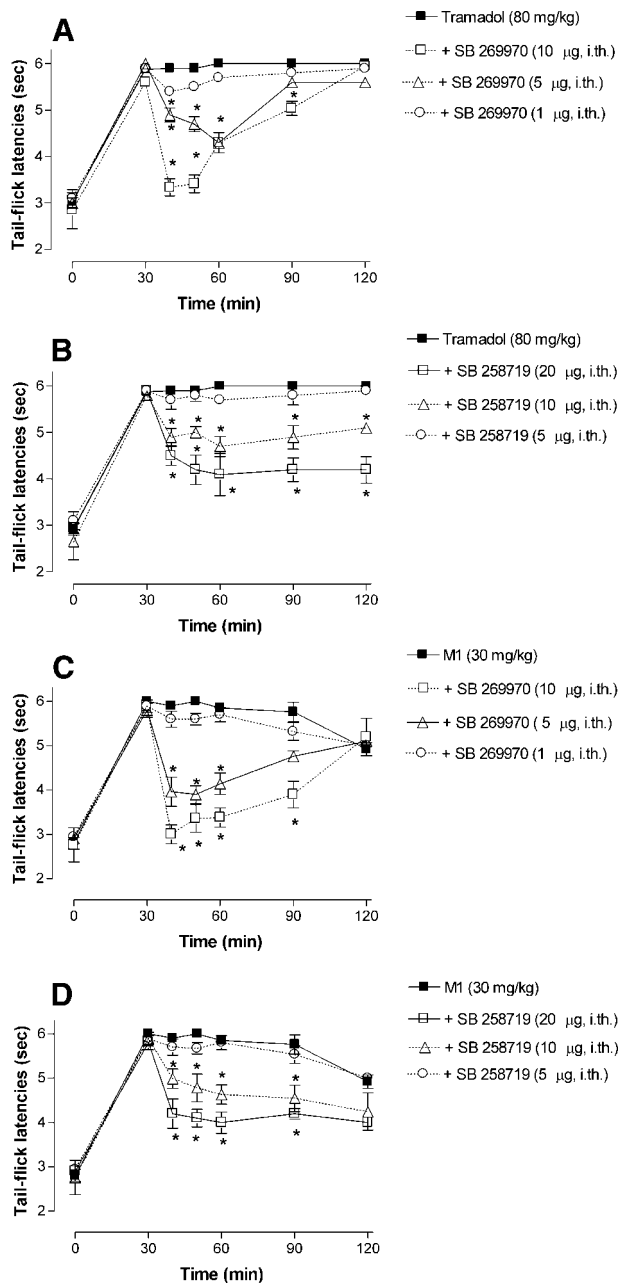 A
Tramadol (80 mg/kg)
+ SB 269970 (10 μg, i.th.)
+ SB 269970 (5 μg, i.th.)
+ SB 269970 (1 μg, i.th.)
Tail-flick latencies (sec)
6
5
4
3
2
* * * * * * * *
0 30 60 90 120
Time (min)
B
Tramadol (80 mg/kg)
+ SB 258719 (20 μg, i.th.)
+ SB 258719 (10 μg, i.th.)
+ SB 258719 (5 μg, i.th.)
Tail-flick latencies (sec)
6
5
4
3
2
* * * * * * * * * *
0 30 60 90 120
Time (min)
C
M1 (30 mg/kg)
+ SB 269970 (10 μg, i.th.)
+ SB 269970 (5 μg, i.th.)
+ SB 269970 (1 μg, i.th.)
Tail-flick latencies (sec)
6
5
4
3
2
* * * * * * *
0 30 60 90 120
Time (min)
D
M1 (30 mg/kg)
+ SB 258719 (20 μg, i.th.)
+ SB 258719 (10 μg, i.th.)
+ SB 258719 (5 μg, i.th.)
Tail-flick latencies (sec)
6
5
4
3
2
* * * * * * * *
0 30 60 90 120
Time (min)